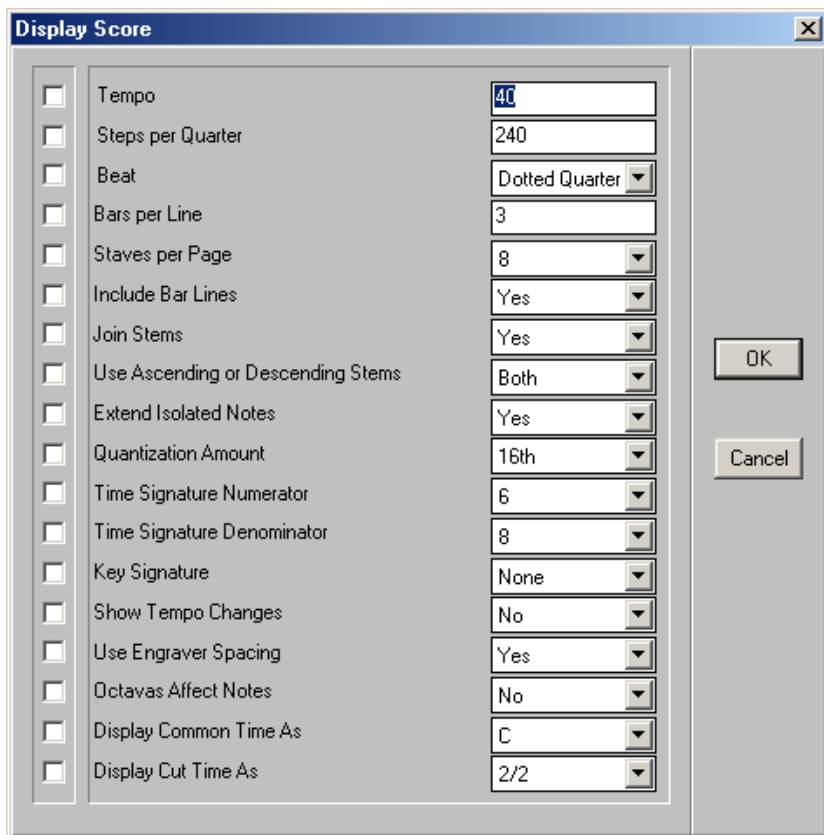 Display Score
Tempo 40
Steps per Quarter 240
Beat Dotted Quarter
Bars per Line 3
Staves per Page 8
Include Bar Lines Yes
Join Stems Yes
Use Ascending or Descending Stems Both
Extend Isolated Notes Yes
Quantization Amount 16th
Time Signature Numerator 6
Time Signature Denominator 8
Key Signature None
Show Tempo Changes No
Use Engraver Spacing Yes
Octavas Affect Notes No
Display Common Time As C
Display Cut Time As 2/2
OK
Cancel